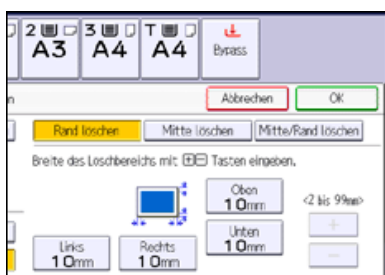 2 3 T
A3 A4 A4 Bypass
n Abbrechen OK
Rand löschen Mitte löschen Mitte/Rand löschen
Breite des Löschbereichs mit ⊞⊟ Tasten eingeben.
Oben
10mm
<2 bis 99mm>
Unten
10mm
+
Links
10mm
Rechts
10mm
−